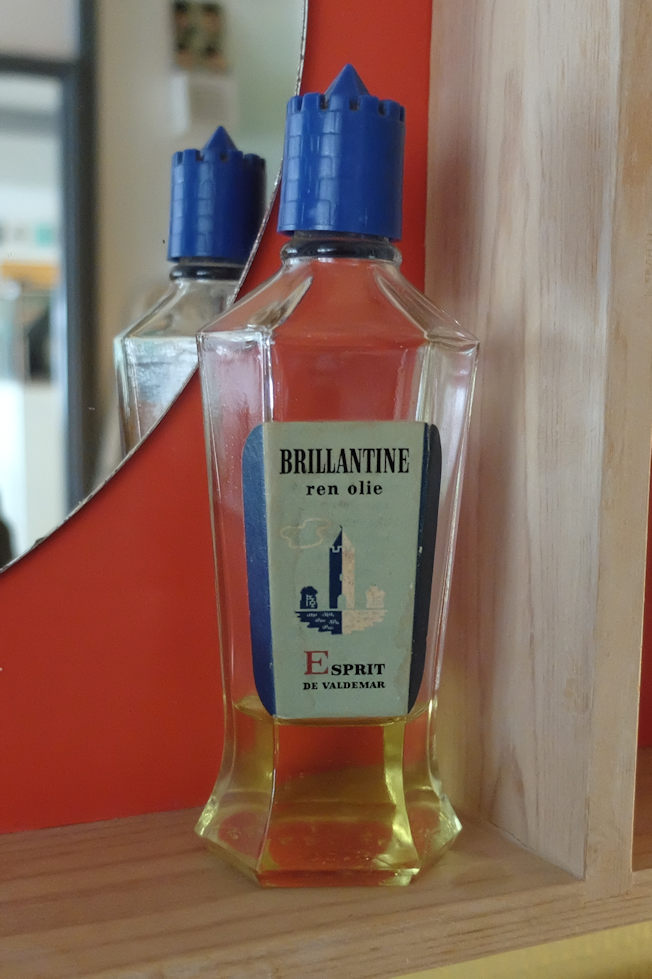 BRILLANTINE
ren olie
ESPRIT
DE VALDEMAR